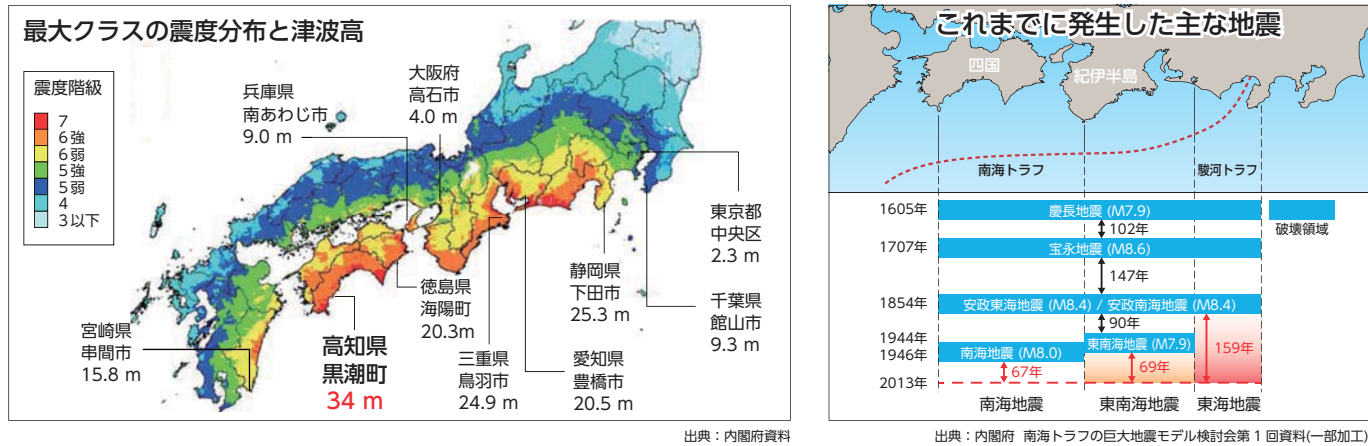 最大クラスの震度分布と津波高
震度階級
7
6強
6弱
5強
5弱
4
3以下
兵庫県
南あわじ市
9.0 m
大阪府
高石市
4.0 m
東京都
中央区
2.3 m
千葉県
館山市
9.3 m
静岡県
下田市
25.3 m
愛知県
豊橋市
20.5 m
三重県
鳥羽市
24.9 m
徳島県
海陽町
20.3m
高知県
黒潮町
34 m
宮崎県
串間市
15.8 m
出典：内閣府資料
これまでに発生した主な地震
四国
紀伊半島
南海トラフ
駿河トラフ
1605年
慶長地震 (M7.9)
破壊領域
102年
1707年
宝永地震 (M8.6)
147年
1854年
安政東海地震 (M8.4) / 安政南海地震 (M8.4)
90年
1944年
東南海地震 (M7.9)
1946年
南海地震 (M8.0)
67年
69年
159年
2013年
南海地震
東南海地震
東海地震
出典：内閣府 南海トラフの巨大地震モデル検討会第 1 回資料(一部加工)